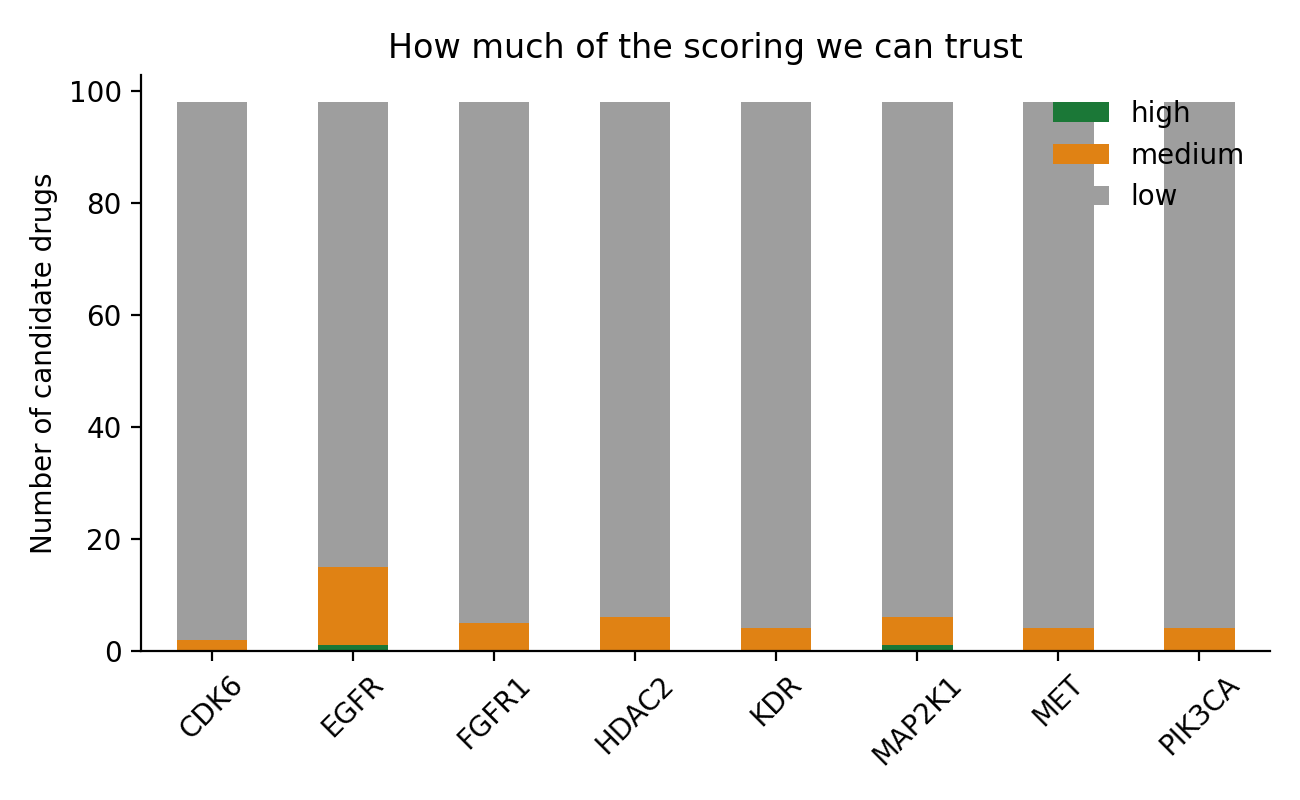 How much of the scoring we can trust
high
medium
low
Number of candidate drugs
100
80
60
40
20
0
CDK6
EGFR
FGFR1
HDAC2
KDR
MAP2K1
MET
PIK3CA